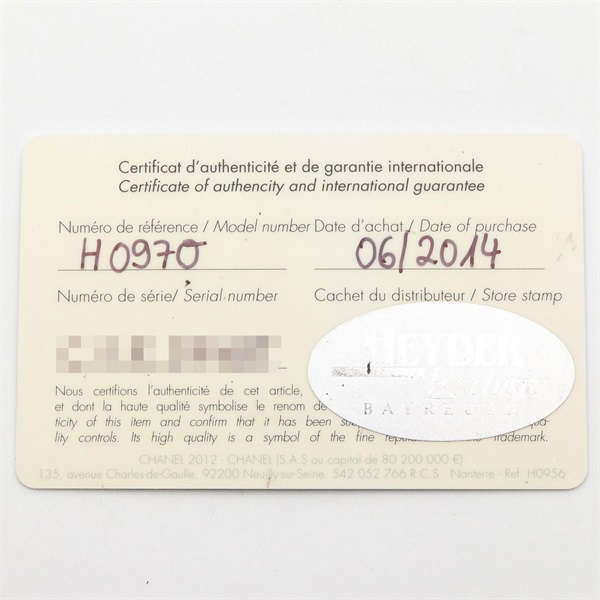 Certificat d'authenticité et de garantie internationale
Certificate of authencity and international guarantee
Numéro de référence / Model number Date d'achat / Date of purchase
H0970 06/2014
Numéro de série/ Serial number Cachet du distributeur / Store stamp
HEYDER
Exclusiv
Nous certifions l'authenticité de cet article,
et dont la haute qualité symbolise le renom de
ticity of this item and confirm that it has been
lity controls. Its high quality is a symbol of the fine trademark.
CHANEL 2012 - CHANEL (S.A.S au capital de 80 200 000 €)
135, avenue Charles-de-Gaulle, 92200 Neuilly-sur-Seine. 542 052 766 R.C.S. Nanterre - Ref. H0956